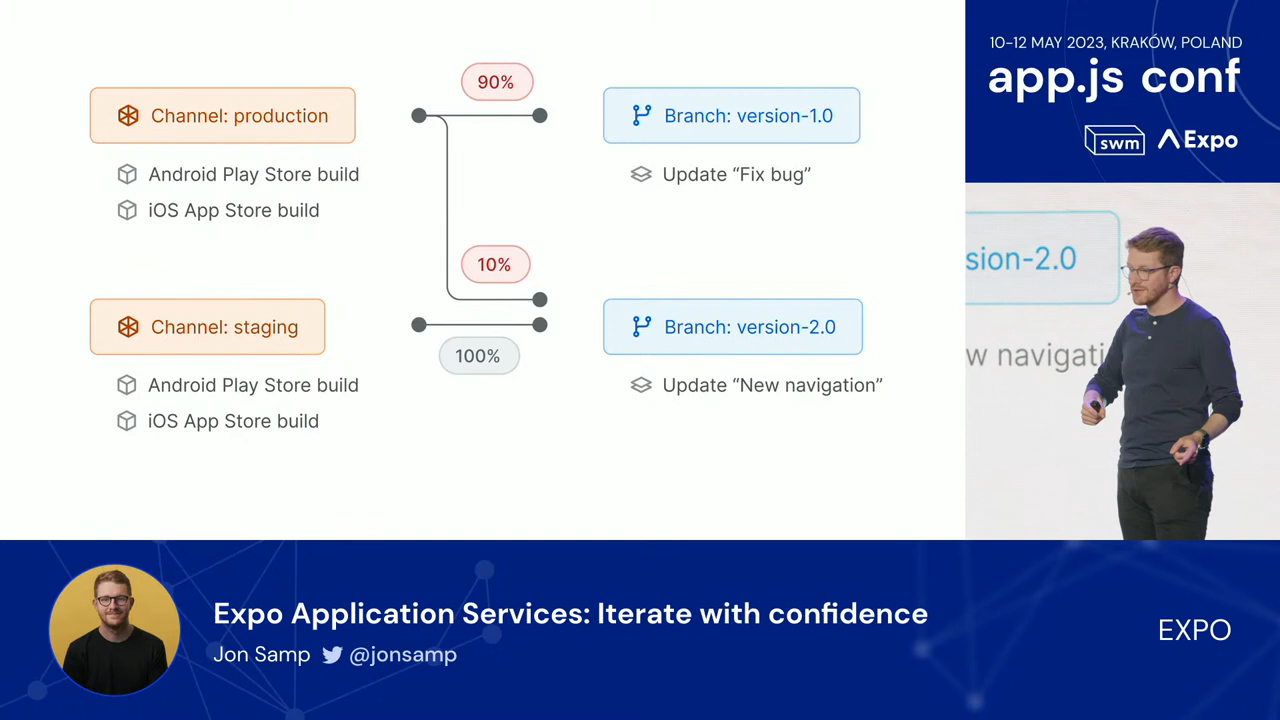 90%
Channel: production
Branch: version-1.0
Android Play Store build
Update “Fix bug”
iOS App Store build
10%
Channel: staging
Branch: version-2.0
100%
Android Play Store build
Update “New navigation”
iOS App Store build
10–12 MAY 2023, KRAKÓW, POLAND
app.js conf
swm
Expo
sion-2.0
w navigati
Expo Application Services: Iterate with confidence
Jon Samp @jonsamp
EXPO